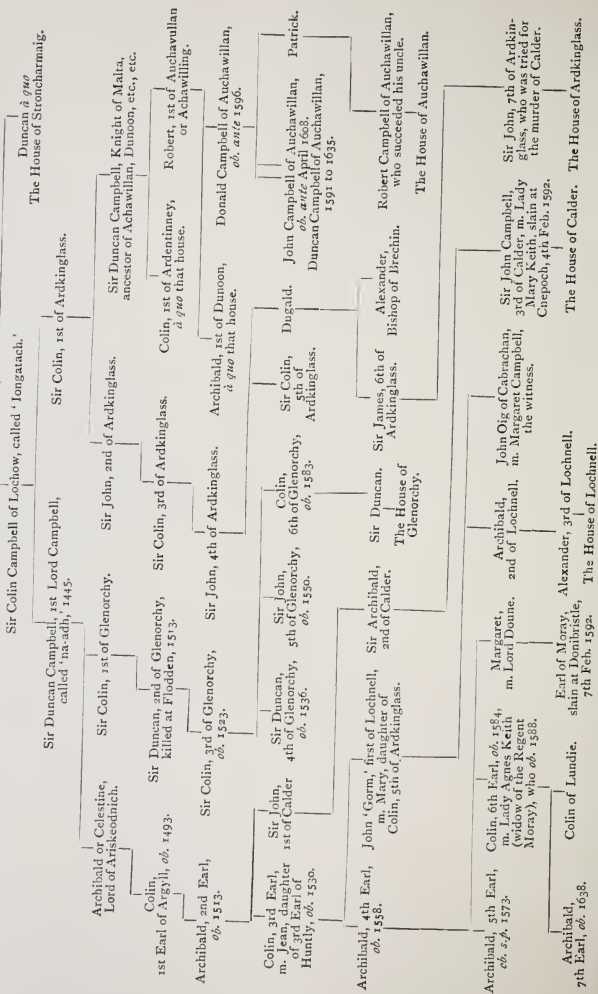 Sir Colin Campbell of Lochow, called ‘ Iongatach.’
Duncan à quo
The House of Stroncharmaig.
Sir Duncan Campbell, 1st Lord Campbell,
called ‘na-adh,’ 1445.
Sir Colin, 1st of Ardkinglass.
Archibald or Celestine,
Lord of Ariskeodnich.
Sir Colin, 1st of Glenorchy.
Sir John, 2nd of Ardkinglass.
Sir Duncan Campbell, Knight of Malta,
ancestor of Achawillan, Dunoon, etc., etc.
Colin,
1st Earl of Argyll, ob. 1493.
Sir Duncan, 2nd of Glenorchy,
killed at Flodden, 1513.
Sir Colin, 3rd of Ardkinglass.
Colin, 1st of Ardentinney,
à quo that house.
Robert, 1st of Auchavullan
or Achawilling.
Archibald, 2nd Earl,
ob. 1513.
Sir Colin, 3rd of Glenorchy,
ob. 1523.
Sir John, 4th of Ardkinglass.
Archibald, 1st of Dunoon,
à quo that house.
Donald Campbell of Auchawillan,
ob. ante 1596.
Colin, 3rd Earl,
m. Jean, daughter
of 3rd Earl of
Huntly, ob. 1530.
Sir John,
1st of Calder
Sir Duncan,
4th of Glenorchy,
ob. 1536.
Sir John,
5th of Glenorchy,
ob. 1550.
Colin,
6th of Glenorchy,
ob. 1583.
Sir Colin,
5th of
Ardkinglass.
Dugald.
John Campbell of Auchawillan,
ob. ante April 1608.
Duncan Campbell of Auchawillan,
1591 to 1635.
Patrick.
Archibald, 4th Earl,
ob. 1558.
John ‘Gorm,’ first of Lochnell,
m. Mary, daughter of
Colin, 5th of Ardkinglass.
Sir Archibald,
2nd of Calder.
Sir Duncan.
The House of
Glenorchy.
Sir James, 6th of
Ardkinglass.
Alexander,
Bishop of Brechin.
Robert Campbell of Auchawillan,
who succeeded his uncle.
The House of Auchawillan.
Archibald, 5th Earl,
ob. s.p. 1573.
Colin, 6th Earl, ob. 1584,
m. Lady Agnes Keith
(widow of the Regent
Moray), who ob. 1588.
Margaret,
m. Lord Doune.
Archibald,
2nd of Lochnell.
John Oig of Cabrachan,
m. Margaret Campbell,
the witness.
Sir John Campbell,
3rd of Calder, m. Lady
Mary Keith, slain at
Cnepoch, 4th Feb. 1592.
Sir John, 7th of Ardkin-
glass, who was tried for
the murder of Calder.
Archibald,
7th Earl, ob. 1638.
Colin of Lundie.
Earl of Moray,
slain at Donibristle,
7th Feb. 1592.
Alexander, 3rd of Lochnell.
The House of Lochnell.
The House of Calder.
The House of Ardkinglass.